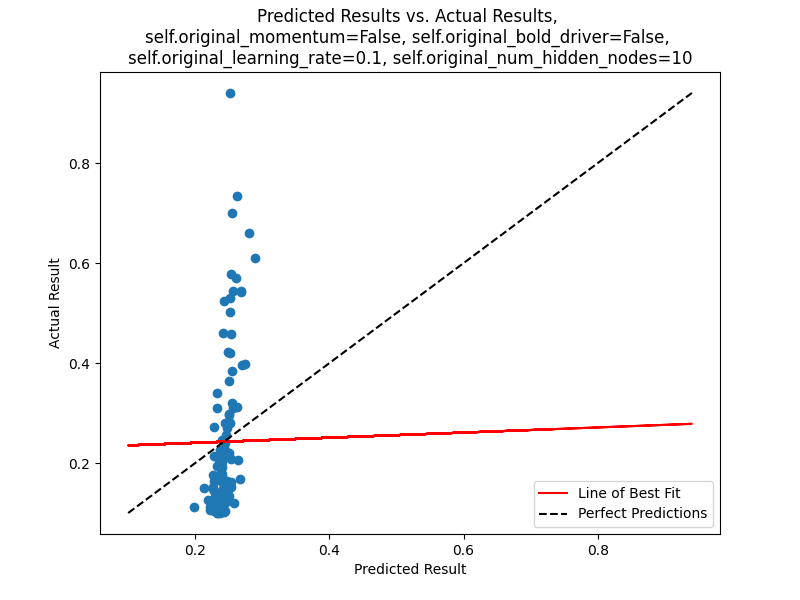 Predicted Results vs. Actual Results,
self.original_momentum=False, self.original_bold_driver=False,
self.original_learning_rate=0.1, self.original_num_hidden_nodes=10
Actual Result
0.8
0.6
0.4
0.2
Line of Best Fit
Perfect Predictions
0.2 0.4 0.6 0.8
Predicted Result